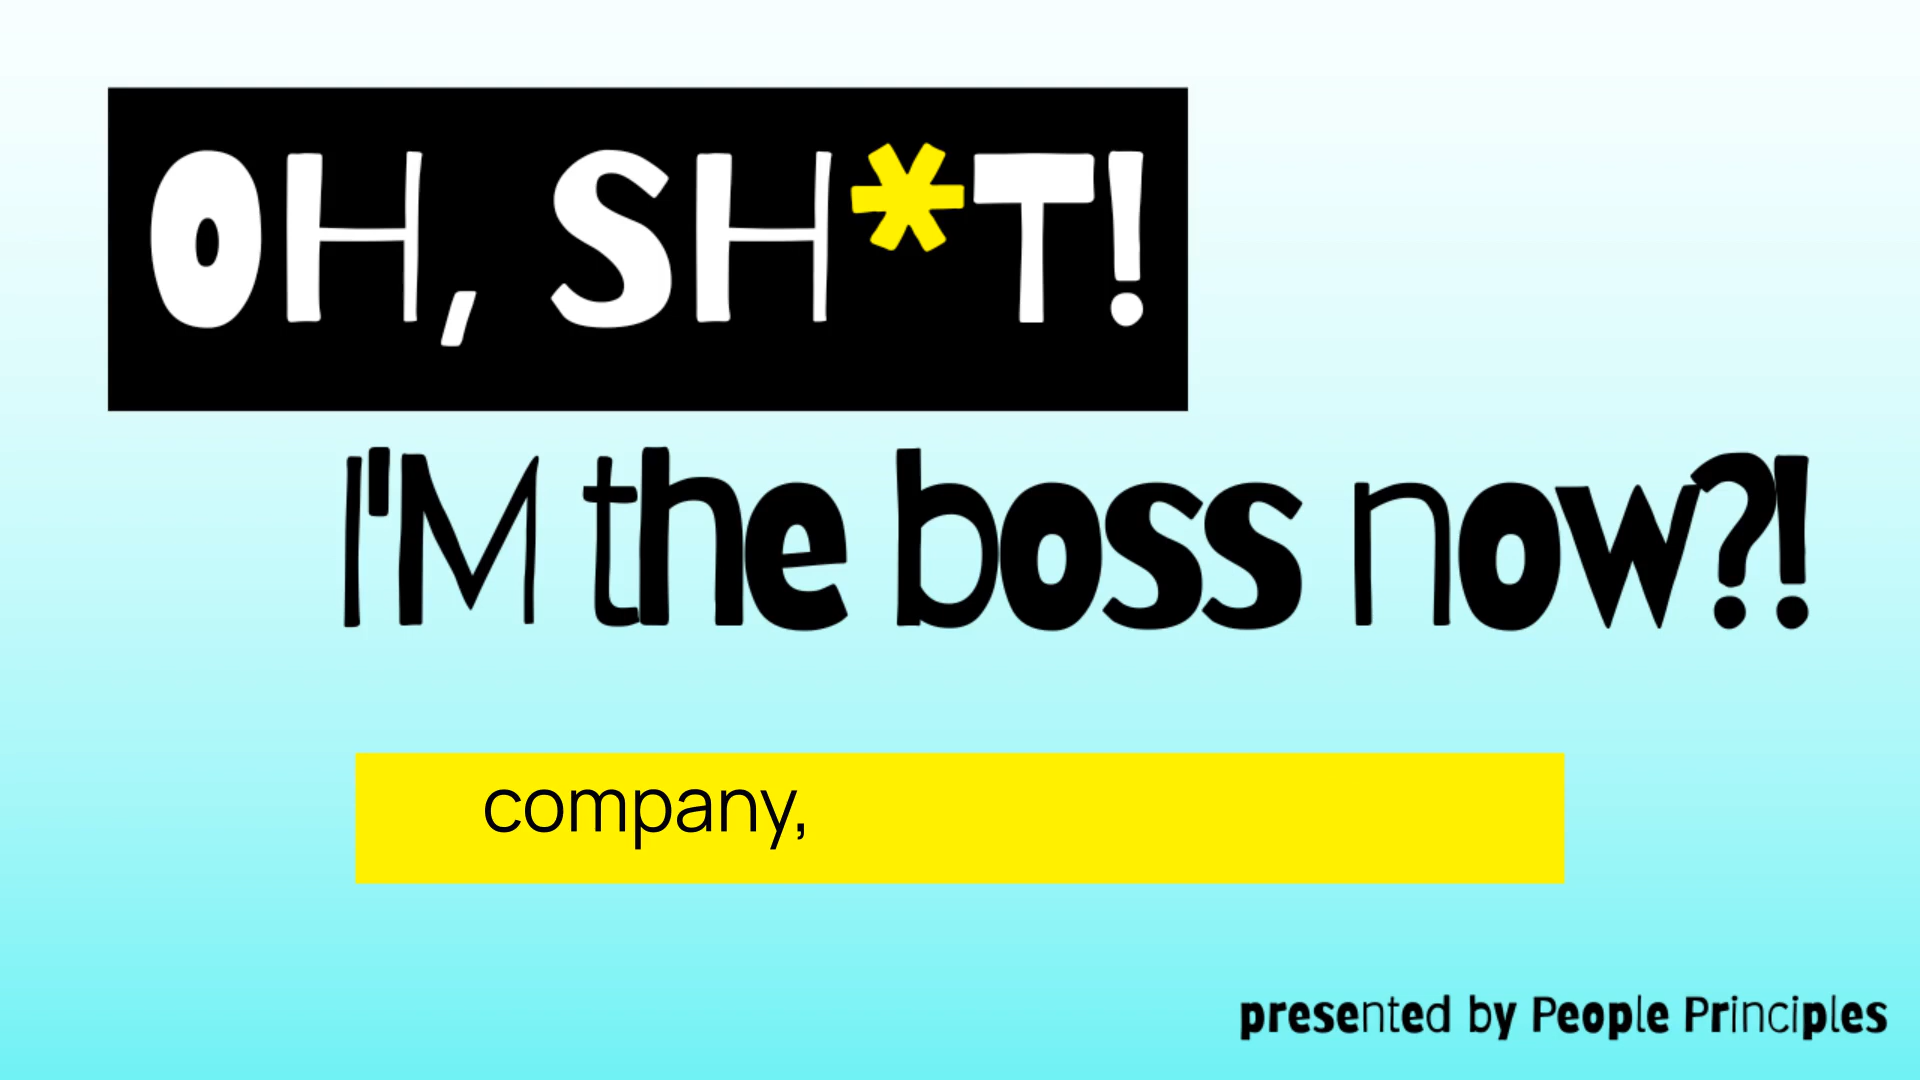 OH, SH*T!
I'M the boss now?!
company,
presented by People Principles